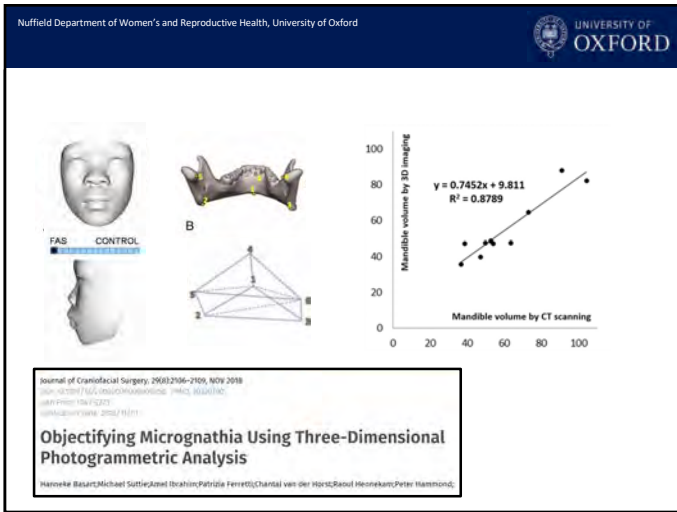 Nuffield Department of Women's and Reproductive Health, University of Oxford
UNIVERSITY OF
OXFORD
FAS CONTROL
B
Mandible volume by 3D imaging
y = 0.7452x + 9.811
R² = 0.8789
Mandible volume by CT scanning
100
80
60
40
20
0
0 20 40 60 80 100
Journal of Craniofacial Surgery, 29(8):2106-2109, NOV 2018
Objectifying Micrognathia Using Three-Dimensional
Photogrammetric Analysis
Hanneke Basart;Michael Suttie;Amel Ibrahim;Patrizia Ferretti;Chantal van der Horst;Raoul Hennekam;Peter Hammond;